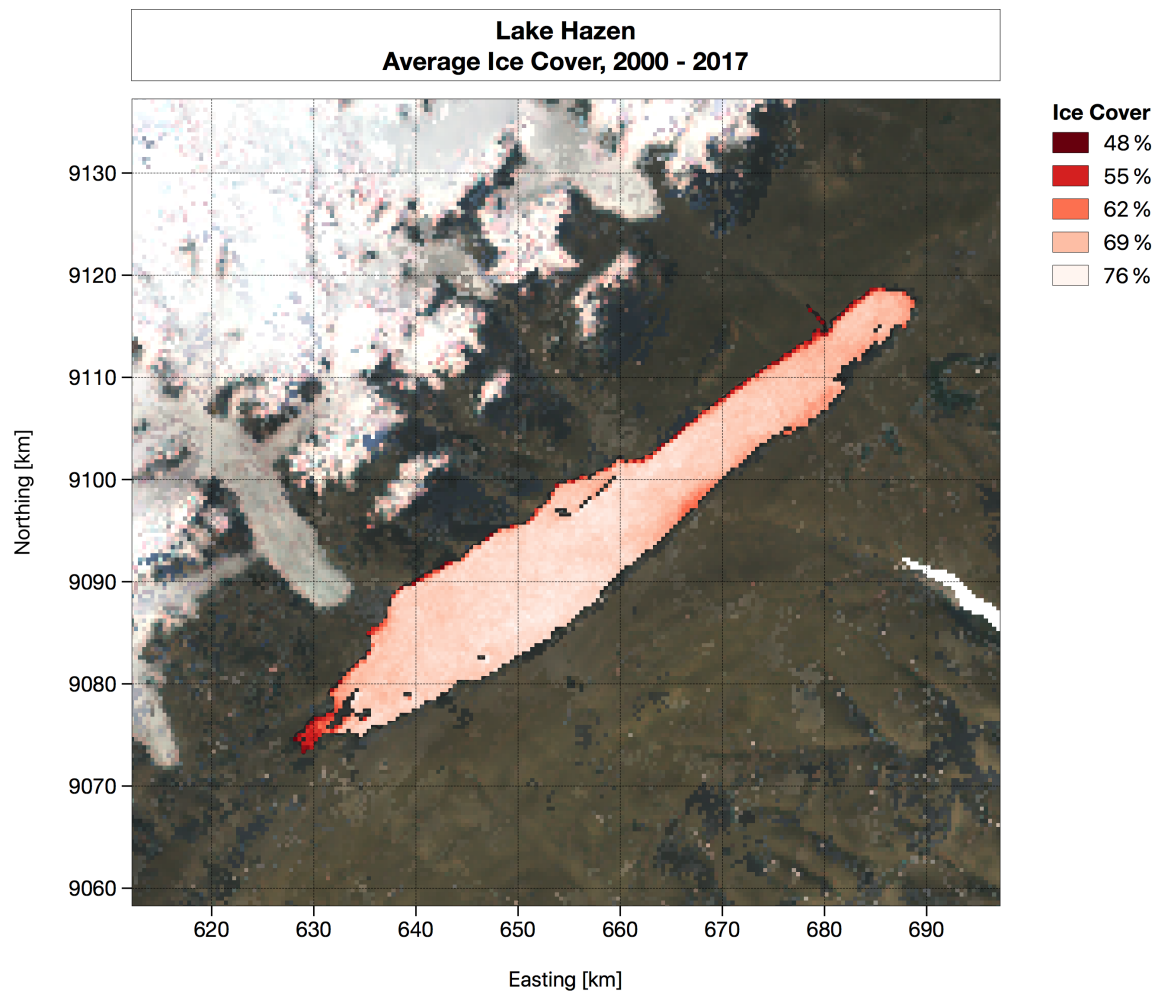 Lake Hazen
Average Ice Cover, 2000 - 2017
Ice Cover
48 %
55 %
62 %
69 %
76 %
9130
9120
9110
9100
9090
9080
9070
9060
Northing [km]
620 630 640 650 660 670 680 690
Easting [km]